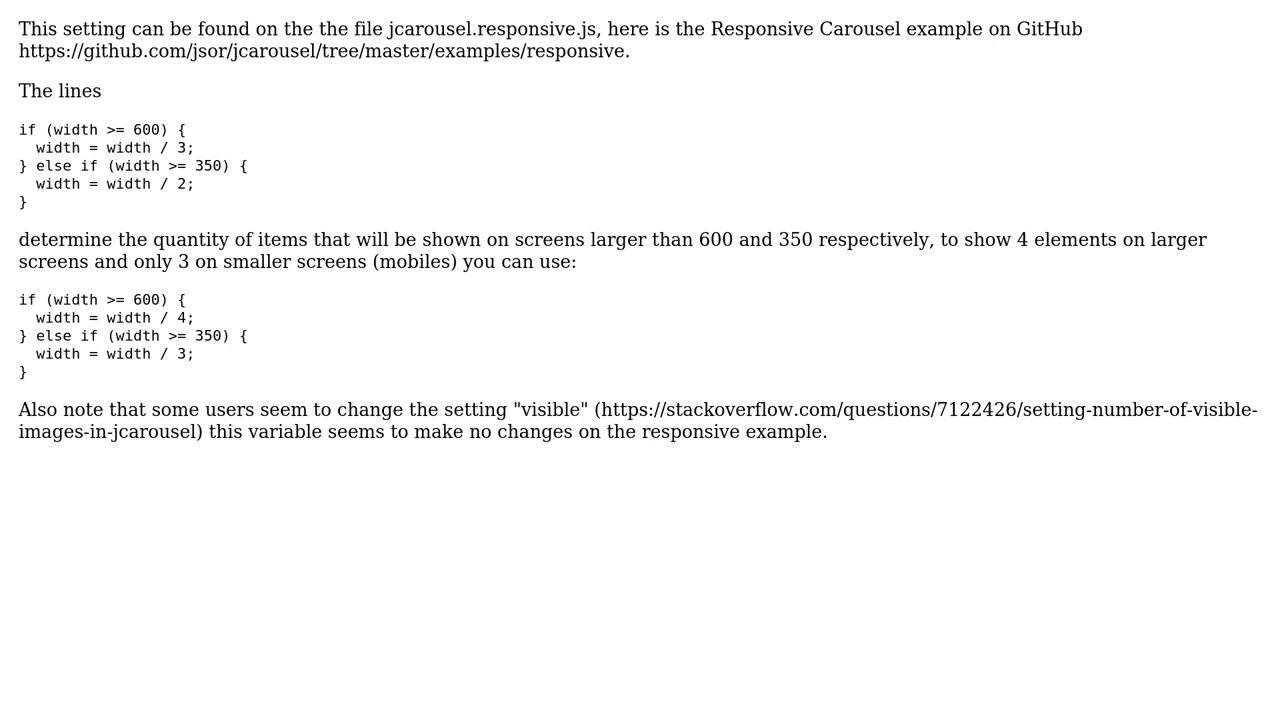 This setting can be found on the the file jcarousel.responsive.js, here is the Responsive Carousel example on GitHub
https://github.com/jsor/jcarousel/tree/master/examples/responsive.
The lines
if (width >= 600) {
  width = width / 3;
} else if (width >= 350) {
  width = width / 2;
}
determine the quantity of items that will be shown on screens larger than 600 and 350 respectively, to show 4 elements on larger
screens and only 3 on smaller screens (mobiles) you can use:
if (width >= 600) {
  width = width / 4;
} else if (width >= 350) {
  width = width / 3;
}
Also note that some users seem to change the setting "visible" (https://stackoverflow.com/questions/7122426/setting-number-of-visible-
images-in-jcarousel) this variable seems to make no changes on the responsive example.